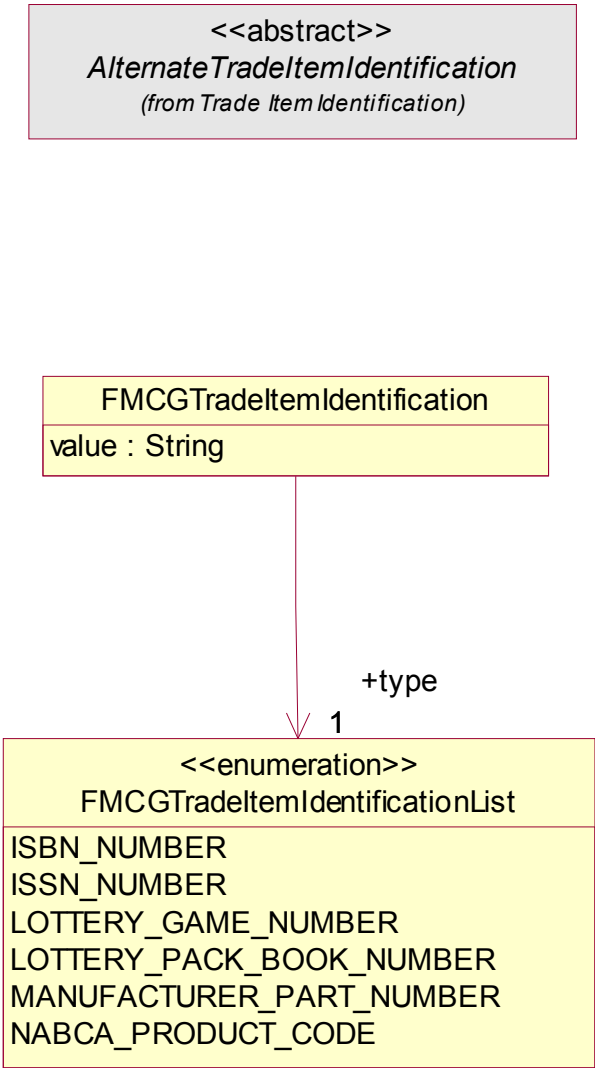 <<abstract>>
AlternateTradeItemIdentification
(from Trade Item Identification)
FMCGTradeItemIdentification
value : String
+type
1
<<enumeration>>
FMCGTradeItemIdentificationList
ISBN_NUMBER
ISSN_NUMBER
LOTTERY_GAME_NUMBER
LOTTERY_PACK_BOOK_NUMBER
MANUFACTURER_PART_NUMBER
NABCA_PRODUCT_CODE